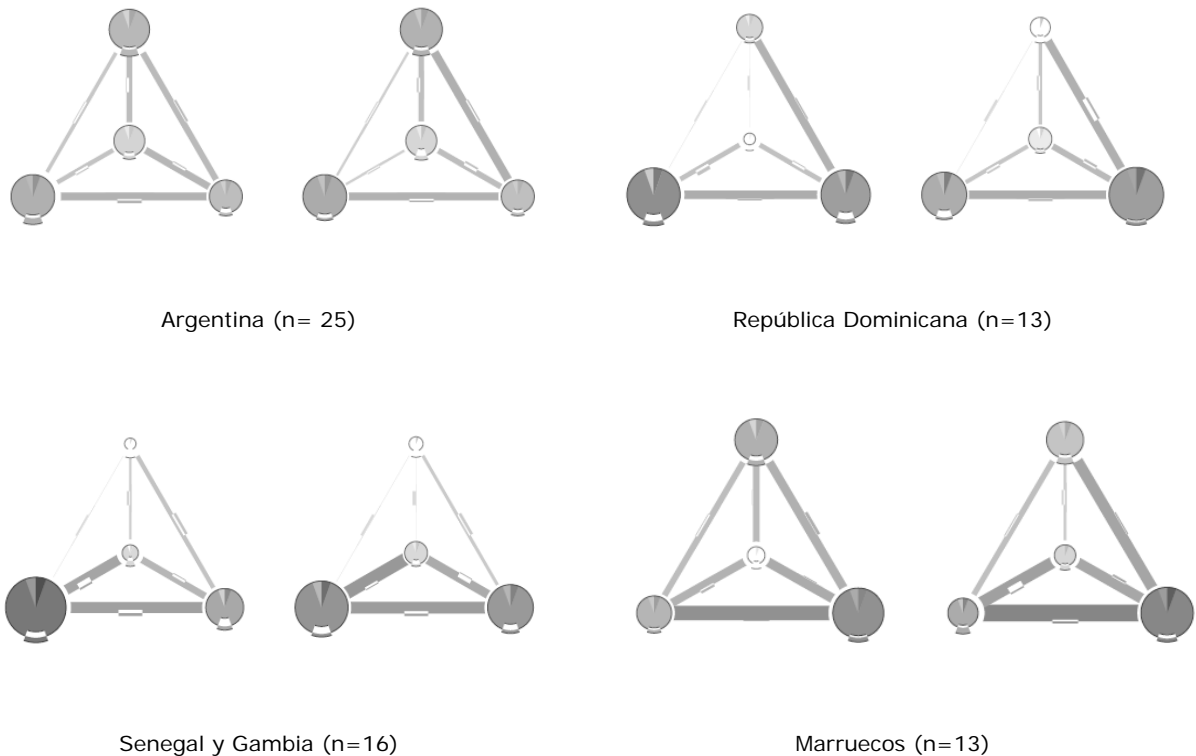 Argentina (n= 25)
República Dominicana (n=13)
Senegal y Gambia (n=16)
Marruecos (n=13)